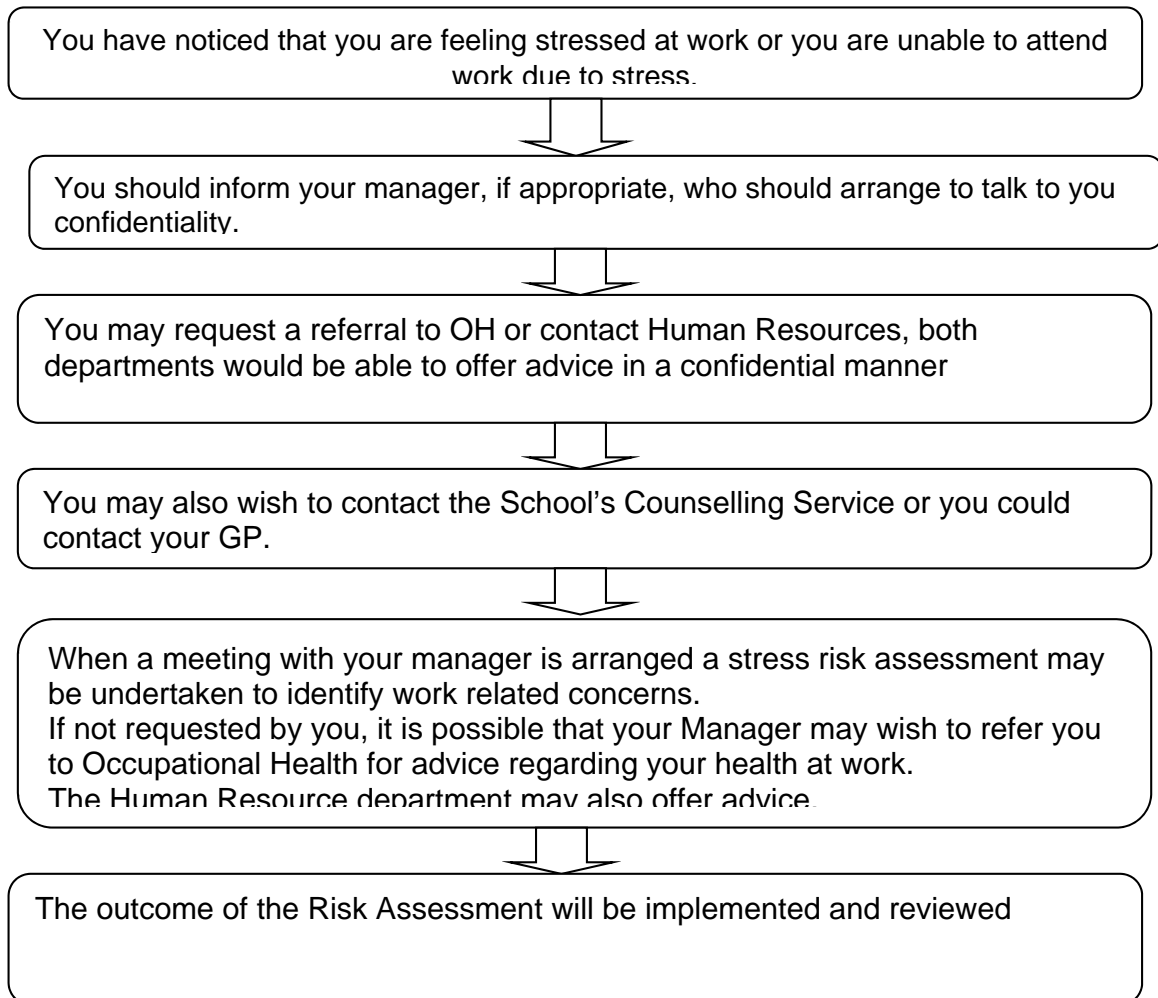 You have noticed that you are feeling stressed at work or you are unable to attend
work due to stress.
You should inform your manager, if appropriate, who should arrange to talk to you
confidentiality.
You may request a referral to OH or contact Human Resources, both
departments would be able to offer advice in a confidential manner
You may also wish to contact the School's Counselling Service or you could
contact your GP.
When a meeting with your manager is arranged a stress risk assessment may
be undertaken to identify work related concerns.
If not requested by you, it is possible that your Manager may wish to refer you
to Occupational Health for advice regarding your health at work.
The Human Resource department may also offer advice.
The outcome of the Risk Assessment will be implemented and reviewed